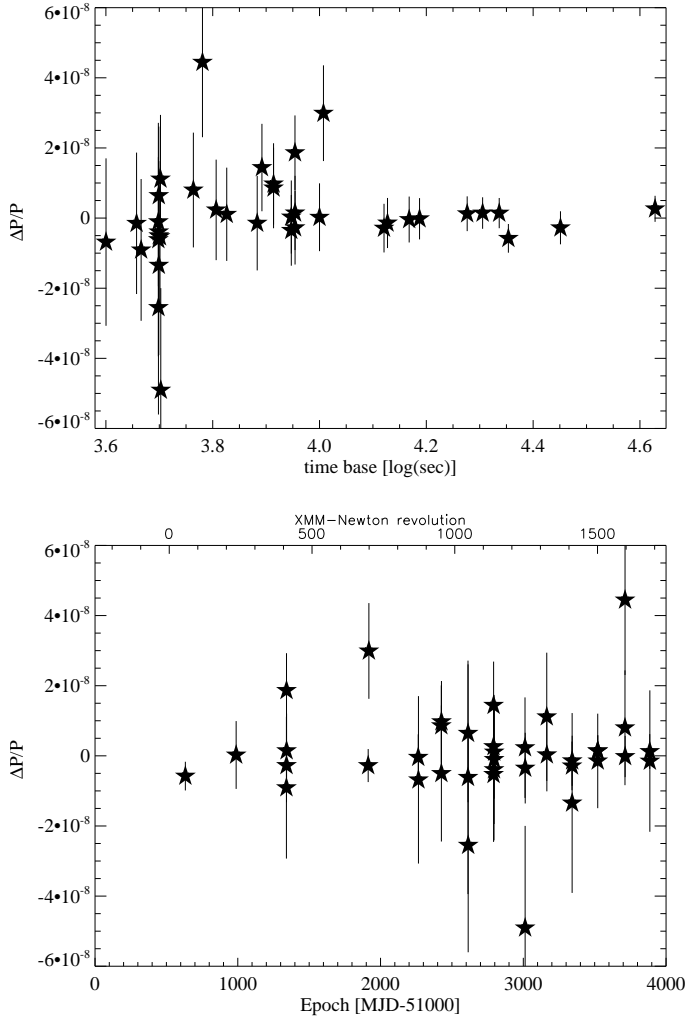 6•10⁻⁸
4•10⁻⁸
2•10⁻⁸
0
-2•10⁻⁸
-4•10⁻⁸
-6•10⁻⁸
ΔP/P
3.6 3.8 4.0 4.2 4.4 4.6
time base [log(sec)]
XMM-Newton revolution
0 500 1000 1500
6•10⁻⁸
4•10⁻⁸
2•10⁻⁸
0
-2•10⁻⁸
-4•10⁻⁸
-6•10⁻⁸
ΔP/P
0 1000 2000 3000 4000
Epoch [MJD-51000]